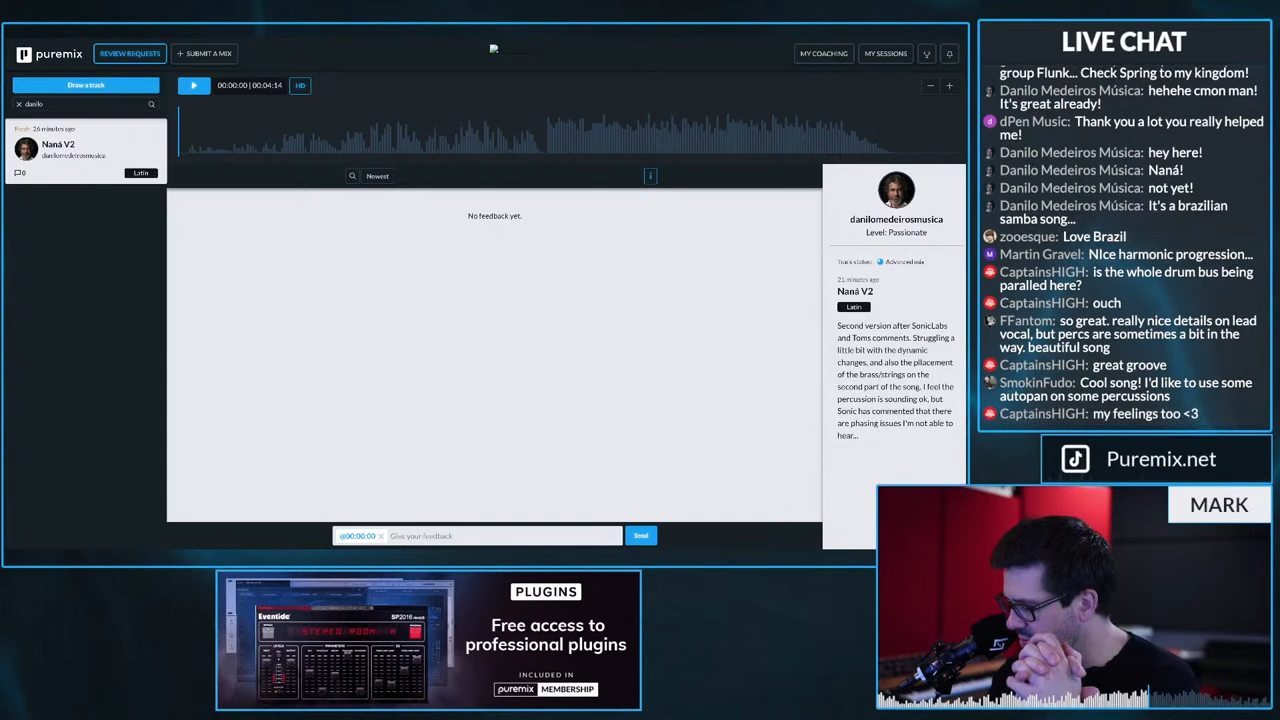 puremix
REVIEW REQUESTS
+ SUBMIT A MIX
MY COACHING
MY SESSIONS
Draw a track
danilo
00:00:00 | 00:04:14
HD
Fresh 26 minutes ago
Naná V2
danilomedeirosmusica
0
Latin
Newest
i
No feedback yet.
@00:00:00
Give your feedback
Send
danilomedeirosmusica
Level: Passionate
Track status: Advanced mix
21 minutes ago
Naná V2
Latin
Second version after SonicLabs
and Toms comments. Struggling a
little bit with the dynamic
changes, and also the pllacement
of the brass/strings on the
second part of the song. I feel the
percussion is sounding ok, but
Sonic has commented that there
are phasing issues I'm not able to
hear...
LIVE CHAT
group Flunk... Check Spring to my kingdom!
Danilo Medeiros Música: hehehe cmon man!
It's great already!
dPen Music: Thank you a lot you really helped
me!
Danilo Medeiros Música: hey here!
Danilo Medeiros Música: Naná!
Danilo Medeiros Música: not yet!
Danilo Medeiros Música: It's a brazilian
samba song...
zooesque: Love Brazil
Martin Gravel: NIce harmonic progression...
CaptainsHIGH: is the whole drum bus being
paralled here?
CaptainsHIGH: ouch
FFantom: so great. really nice details on lead
vocal, but percs are sometimes a bit in the
way. beautiful song
CaptainsHIGH: great groove
SmokinFudo: Cool song! I'd like to use some
autopan on some percussions
CaptainsHIGH: my feelings too <3
Puremix.net
MARK
Eventide
SP2016 reverb
STEREO ROOM
PLUGINS
Free access to
professional plugins
INCLUDED IN
puremix MEMBERSHIP